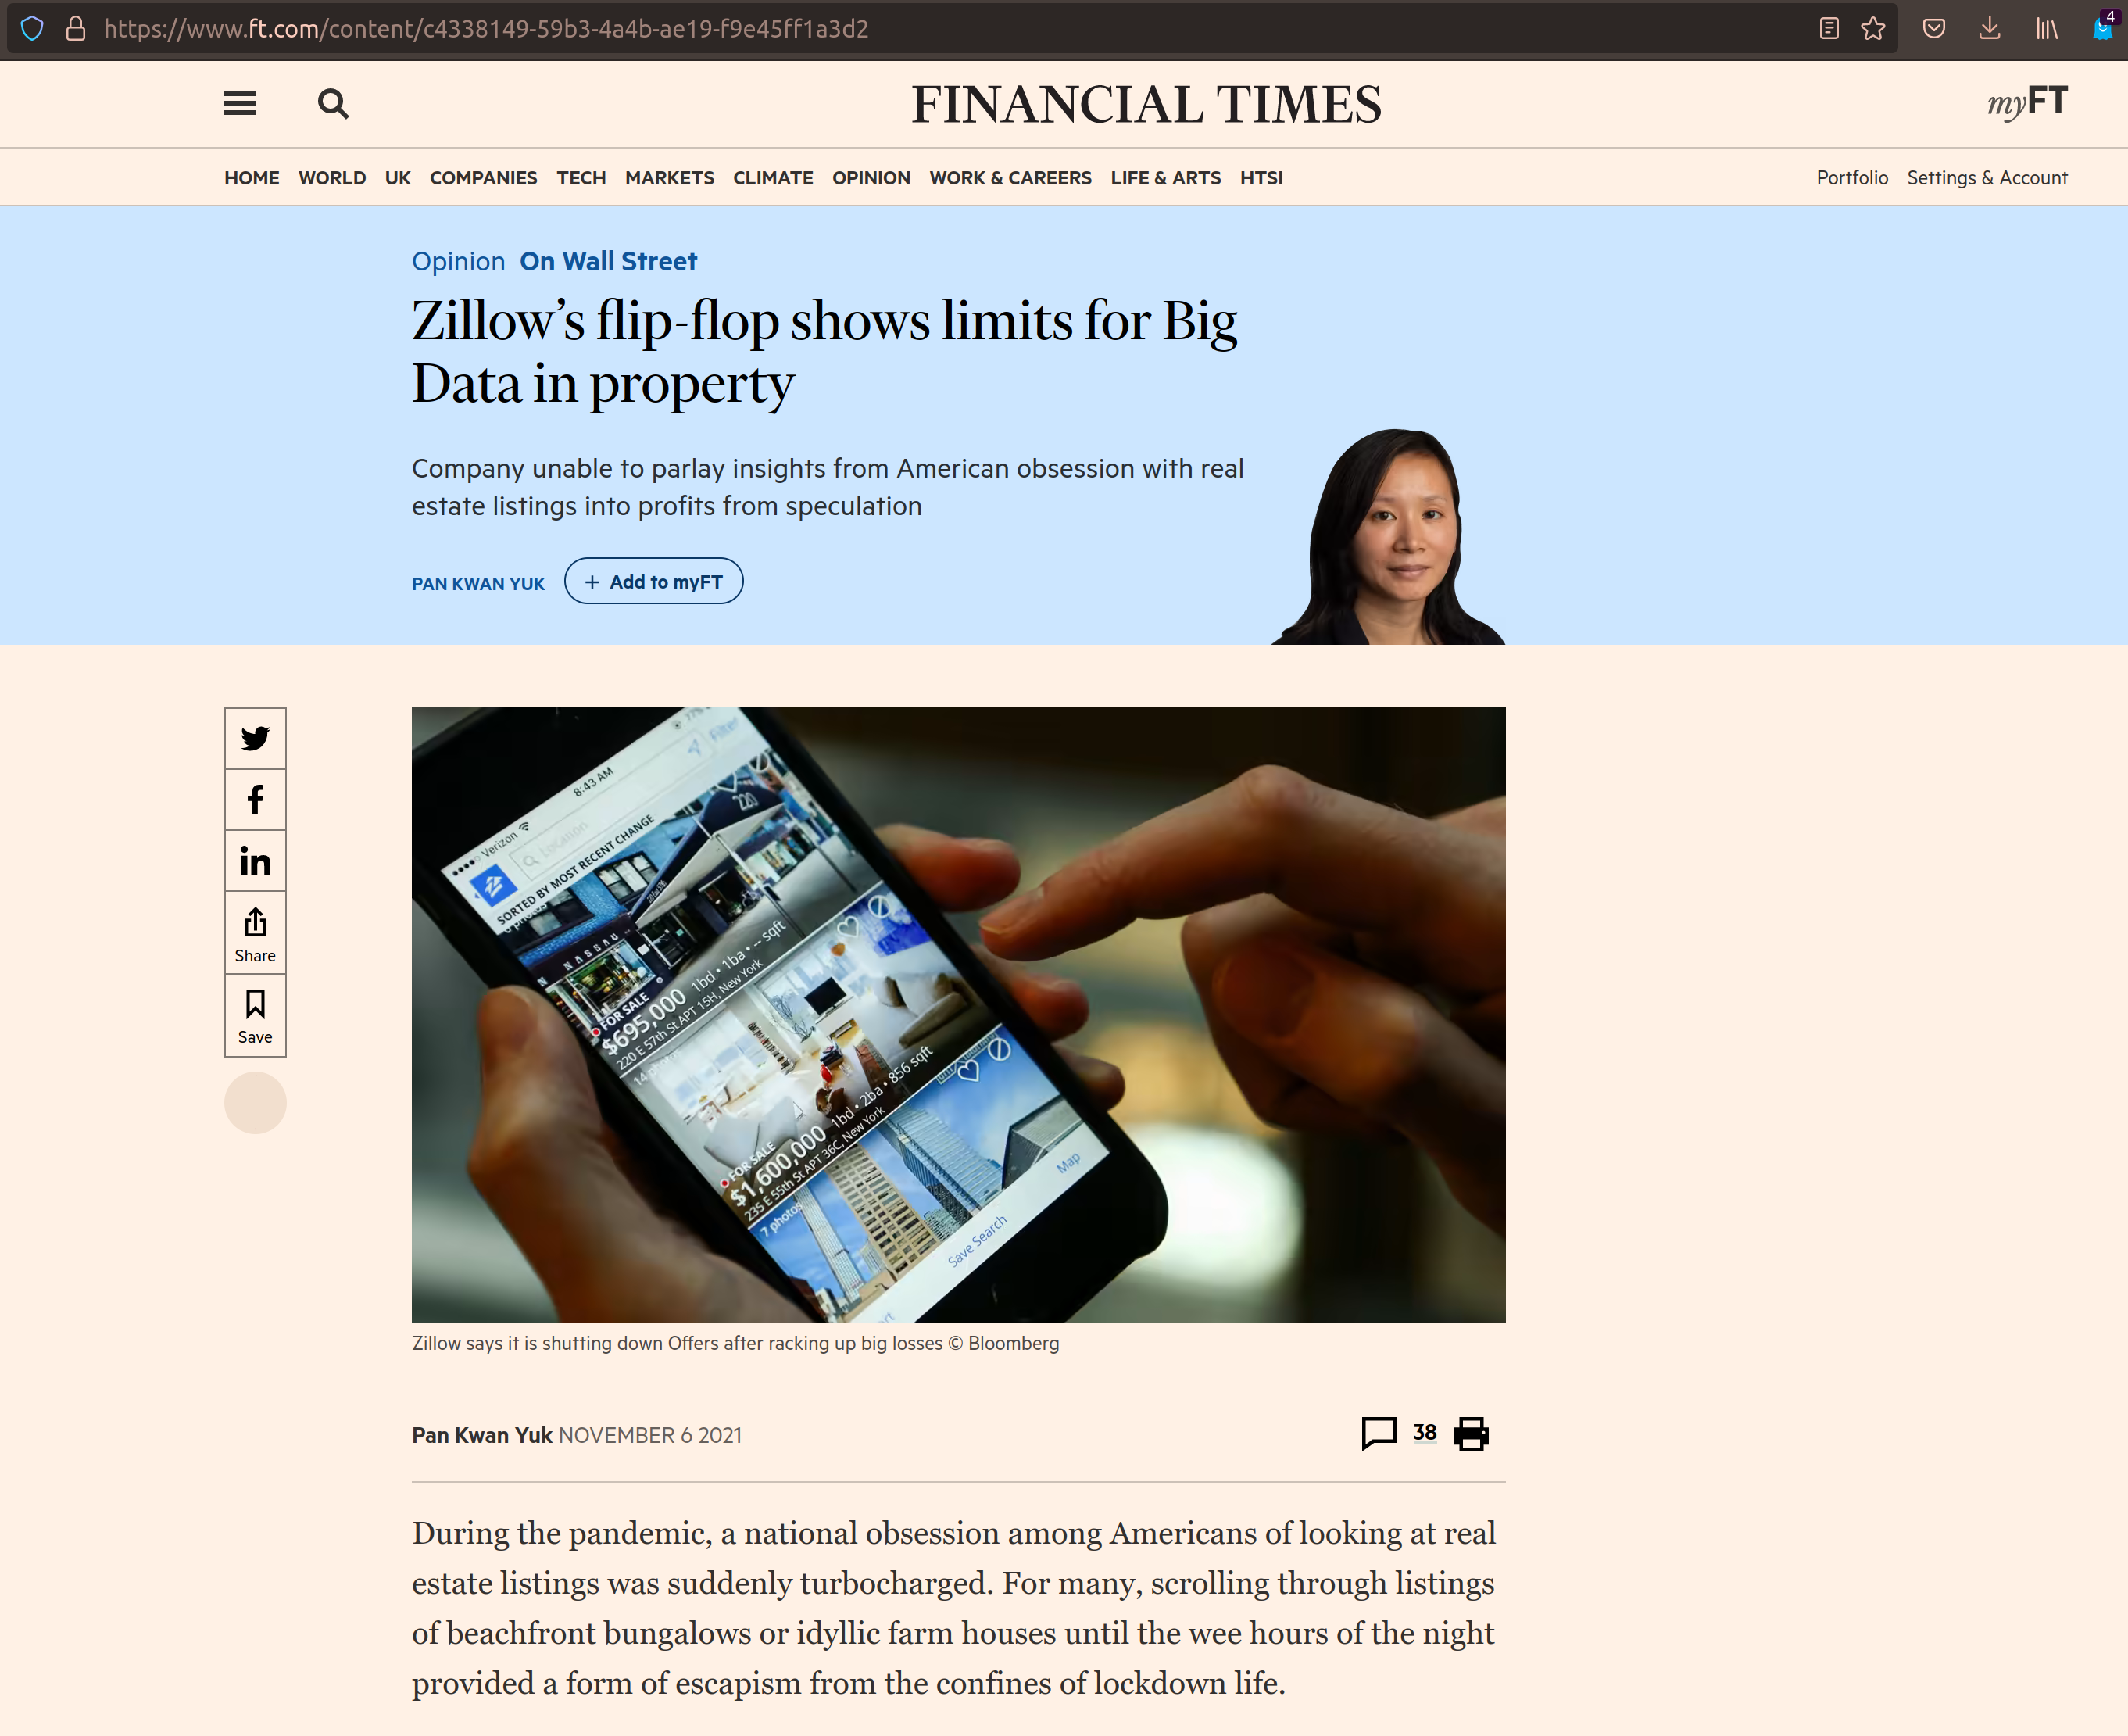 https://www.ft.com/content/c4338149-59b3-4a4b-ae19-f9e45ff1a3d2
4
FINANCIAL TIMES
myFT
HOME WORLD UK COMPANIES TECH MARKETS CLIMATE OPINION WORK & CAREERS LIFE & ARTS HTSI
Portfolio Settings & Account
Opinion On Wall Street
Zillow’s flip-flop shows limits for Big
Data in property
Company unable to parlay insights from American obsession with real
estate listings into profits from speculation
PAN KWAN YUK
+ Add to myFT
Share
Save
Verizon 8:43 AM
Location Filter
SORTED BY MOST RECENT CHANGE
220
NASSAU
FOR SALE
$695,000 1bd • 1ba • -- sqft
220 E 57th St APT 15H, New York
14 photos
FOR SALE
$1,600,000 1bd • 2ba • 856 sqft
235 E 55th St APT 36C, New York
7 photos
Save Search
Map
Zillow says it is shutting down Offers after racking up big losses © Bloomberg
Pan Kwan Yuk NOVEMBER 6 2021
38
During the pandemic, a national obsession among Americans of looking at real
estate listings was suddenly turbocharged. For many, scrolling through listings
of beachfront bungalows or idyllic farm houses until the wee hours of the night
provided a form of escapism from the confines of lockdown life.